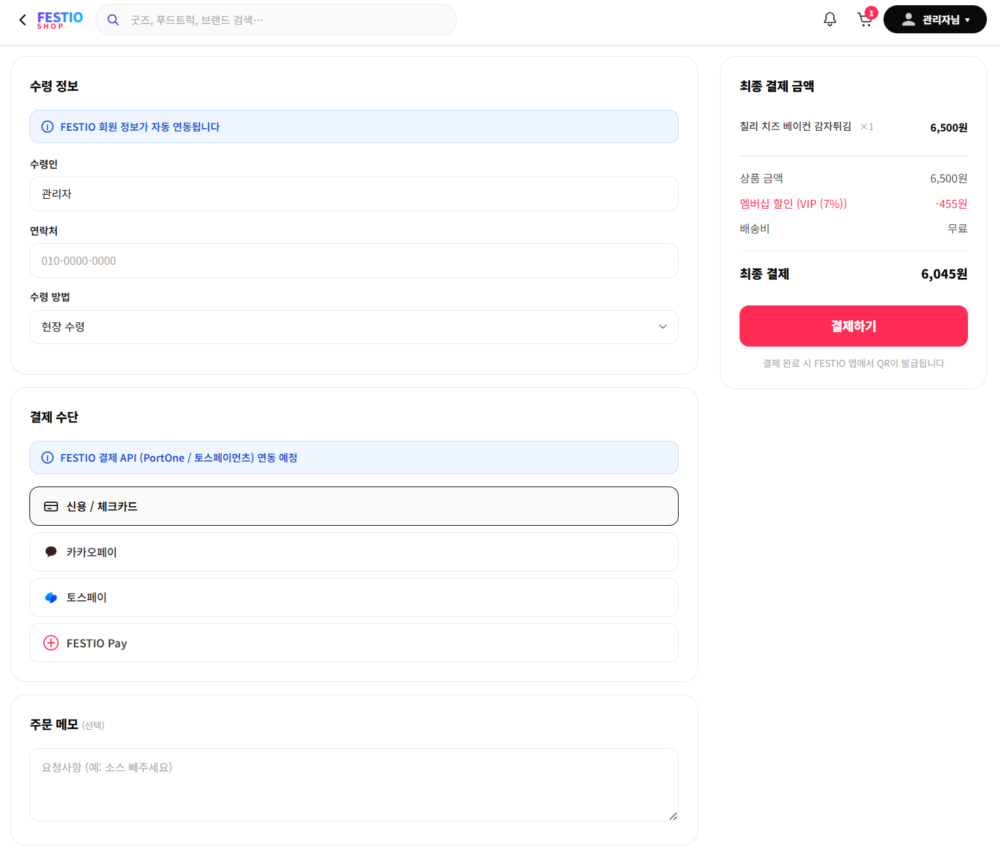 FESTIO
SHOP
굿즈, 푸드트럭, 브랜드 검색…
1
관리자님 ▾
수령 정보
FESTIO 회원 정보가 자동 연동됩니다
수령인
관리자
연락처
010-0000-0000
수령 방법
현장 수령
결제 수단
FESTIO 결제 API (PortOne / 토스페이먼츠) 연동 예정
신용 / 체크카드
카카오페이
토스페이
FESTIO Pay
주문 메모 (선택)
요청사항 (예: 소스 빼주세요)
최종 결제 금액
칠리 치즈 베이컨 감자튀김 ×1 6,500원
상품 금액 6,500원
멤버십 할인 (VIP (7%)) -455원
배송비 무료
최종 결제 6,045원
결제하기
결제 완료 시 FESTIO 앱에서 QR이 발급됩니다